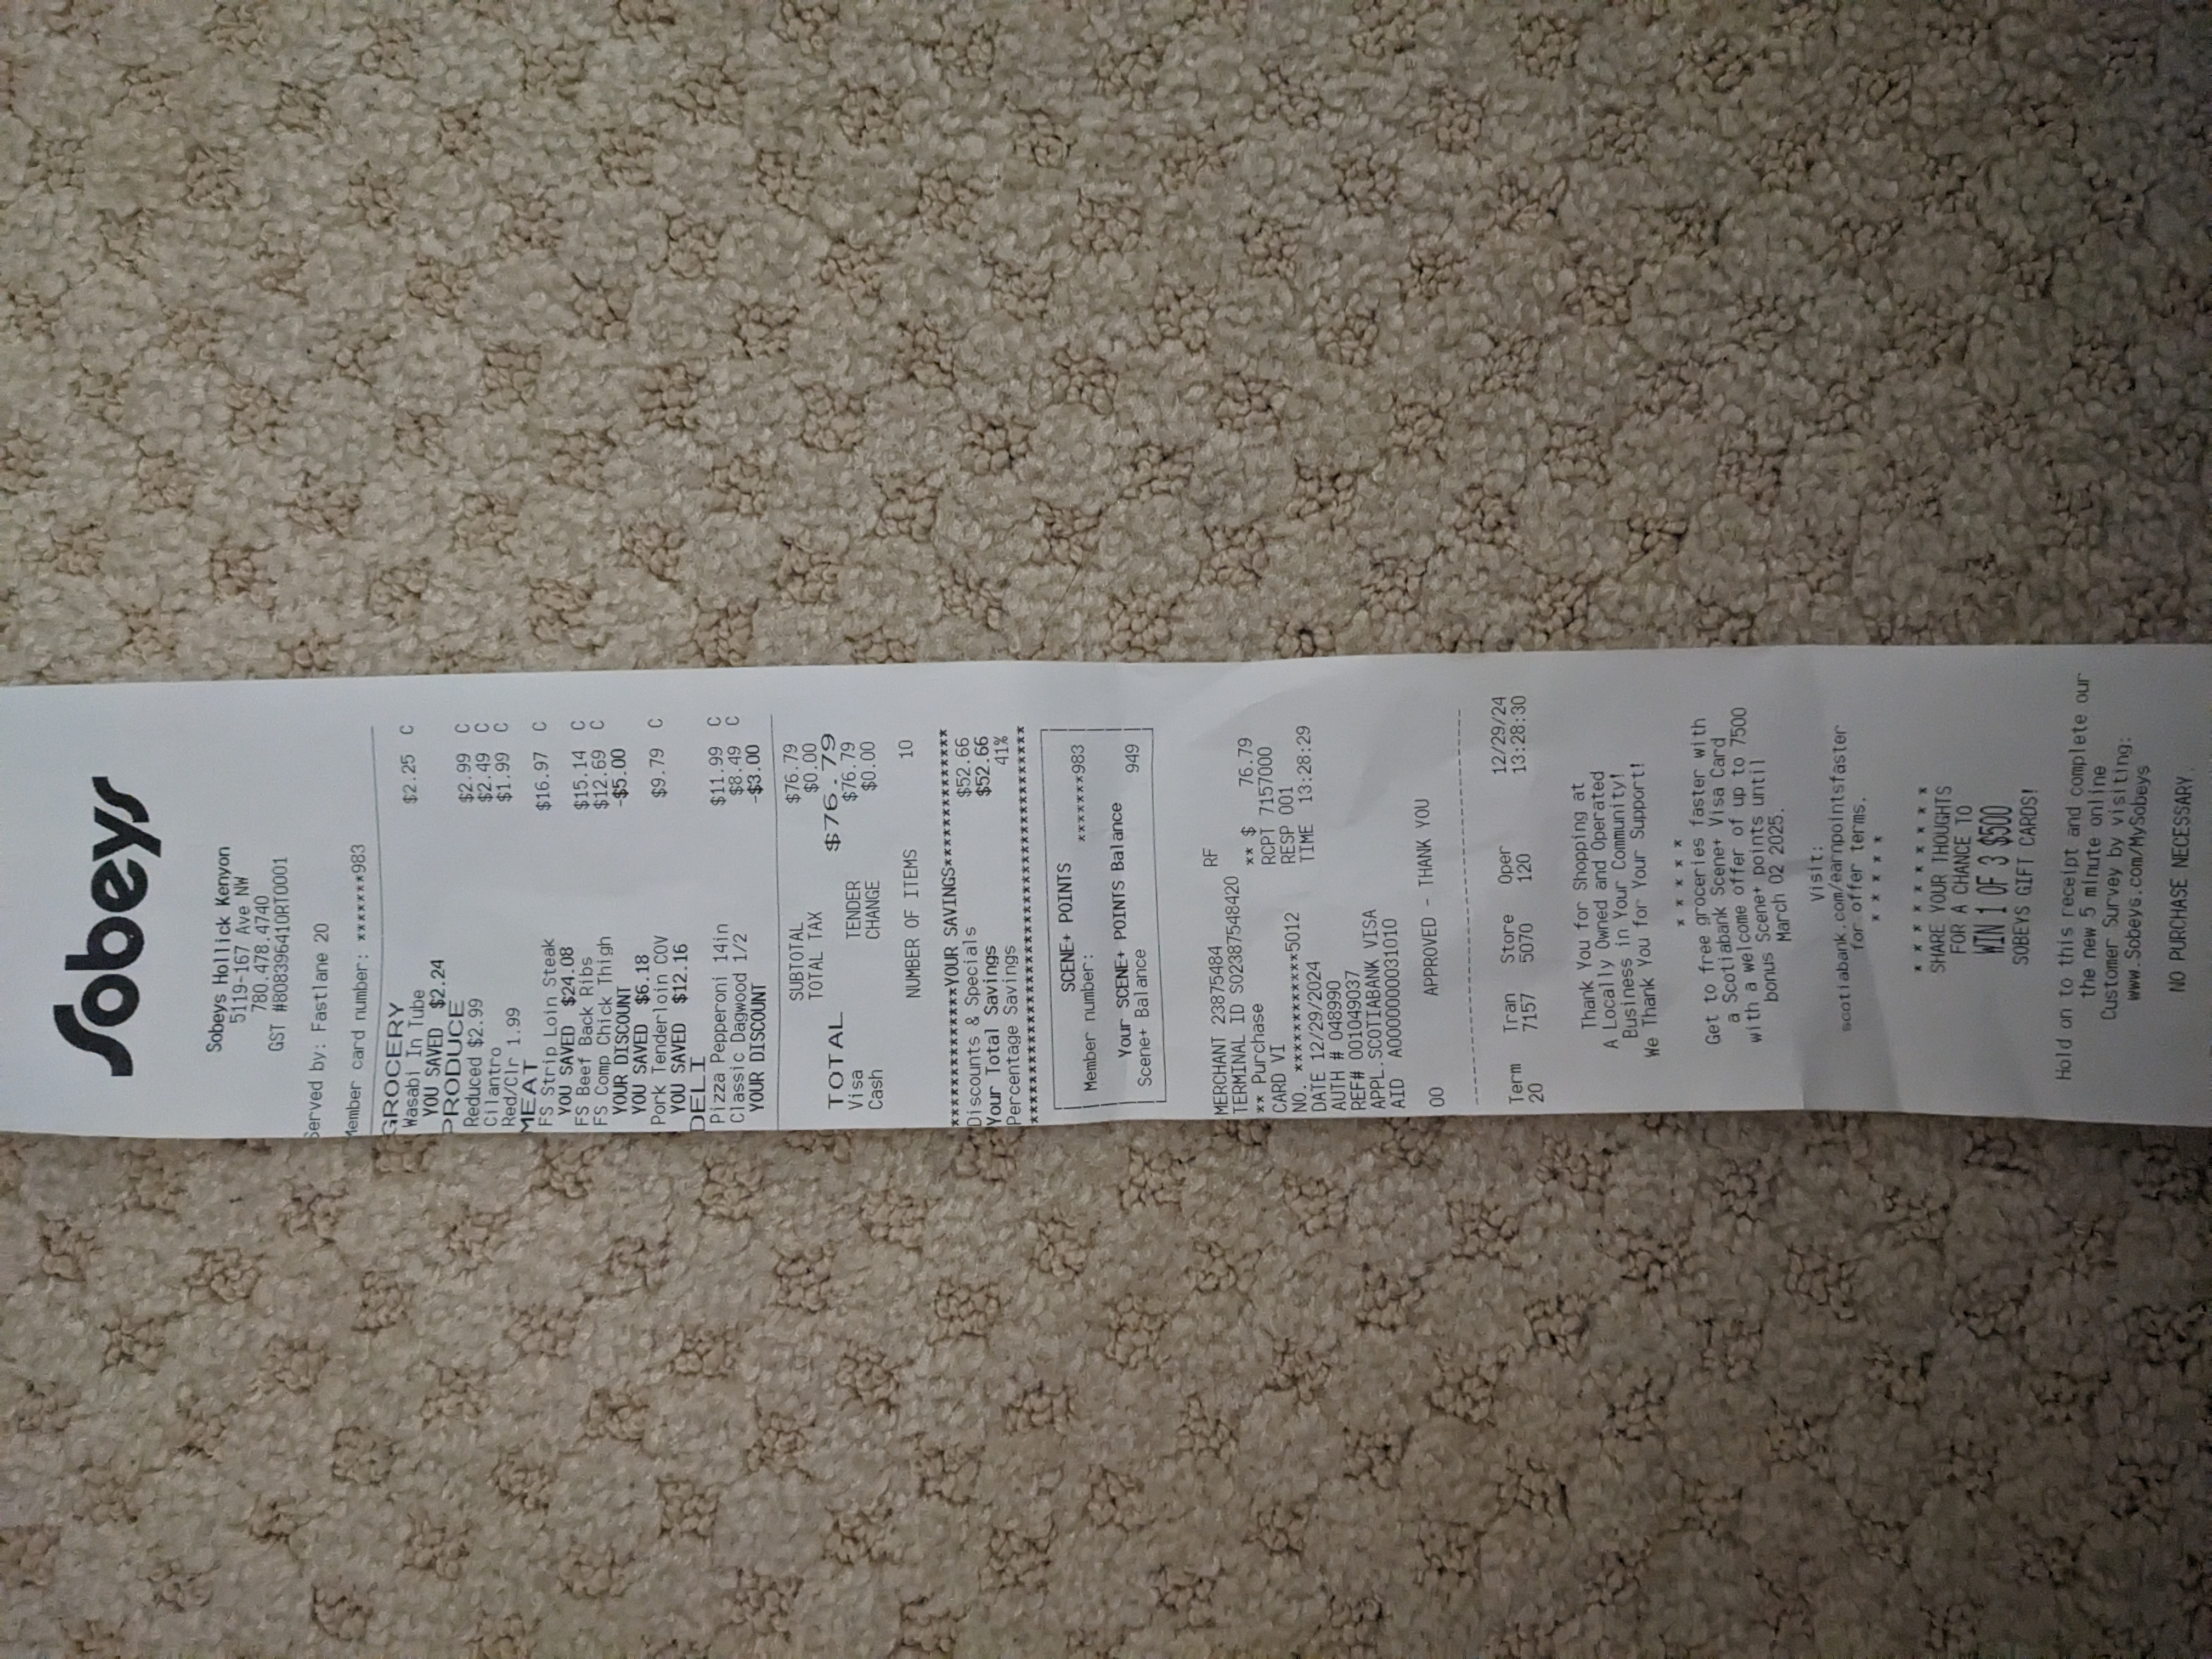 Sobeys
Sobeys Hollick Kenyon
5119-167 Ave NW
780.478.4740
GST #808396410RT0001
Served by: Fastlane 20
Member card number: *******983
GROCERY
Wasabi In Tube $2.25 C
YOU SAVED $2.24
PRODUCE
Reduced $2.99 $2.99 C
Cilantro $2.49 C
Red/Clr 1.99 $1.99 C
MEAT
FS Strip Loin Steak $16.97 C
YOU SAVED $24.08
FS Beef Back Ribs $15.14 C
FS Comp Chick Thigh $12.69 C
YOUR DISCOUNT -$5.00
YOU SAVED $6.18
Pork Tenderloin COV $9.79 C
YOU SAVED $12.16
DELI
Pizza Pepperoni 14in $11.99 C
Classic Dagwood 1/2 $8.49 C
YOUR DISCOUNT -$3.00
SUBTOTAL $76.79
TOTAL TAX $0.00
TOTAL $76.79
Visa TENDER $76.79
Cash CHANGE $0.00
NUMBER OF ITEMS 10
***************YOUR SAVINGS***************
Discounts & Specials $52.66
Your Total Savings $52.66
Percentage Savings 41%
******************************************
SCENE+ POINTS
Member number: *******983
Your SCENE+ POINTS Balance
Scene+ Balance 949
MERCHANT 23875484 RF
TERMINAL ID S02387548420
** Purchase ** $ 76.79
CARD VI RCPT 7157000
NO. ************5012 RESP 001
DATE 12/29/2024 TIME 13:28:29
AUTH # 048990
REF# 001049037
APPL. SCOTIABANK VISA
AID A0000000031010
00 APPROVED - THANK YOU
Term Tran Store Oper 12/29/24
20 7157 5070 120 13:28:30
Thank You for Shopping at
A Locally Owned and Operated
Business in Your Community!
We Thank You for Your Support!
* * * * *
Get to free groceries faster with
a Scotiabank Scene+ Visa Card
with a welcome offer of up to 7500
bonus Scene+ points until
March 02 2025.
Visit:
scotiabank.com/earnpointsfaster
for offer terms.
* * * * *
* * * * * * * * * *
SHARE YOUR THOUGHTS
FOR A CHANCE TO
WIN 1 OF 3 $500
SOBEYS GIFT CARDS!
Hold on to this receipt and complete our
the new 5 minute online
Customer Survey by visiting:
www.Sobeys.com/MySobeys
NO PURCHASE NECESSARY.